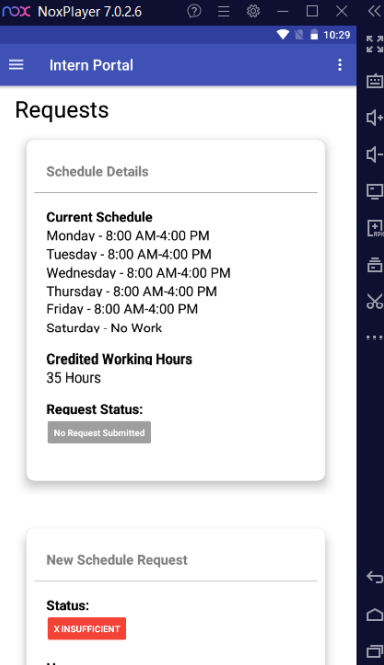 nox NoxPlayer 7.0.2.6
10:29
Intern Portal
Requests
Schedule Details
Current Schedule
Monday - 8:00 AM-4:00 PM
Tuesday - 8:00 AM-4:00 PM
Wednesday - 8:00 AM-4:00 PM
Thursday - 8:00 AM-4:00 PM
Friday - 8:00 AM-4:00 PM
Saturday - No Work
Credited Working Hours
35 Hours
Request Status:
No Request Submitted
New Schedule Request
Status:
X INSUFFICIENT